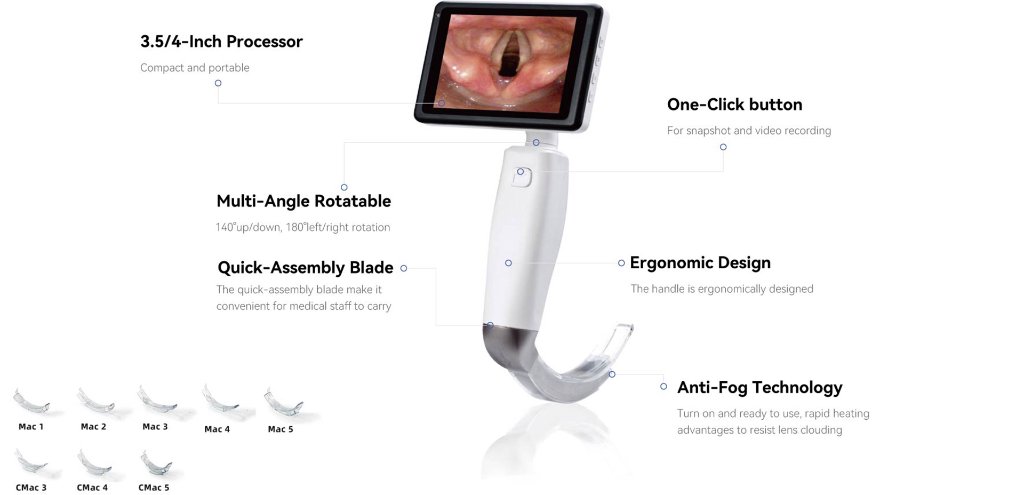 3.5/4-Inch Processor
Compact and portable
One-Click button
For snapshot and video recording
Multi-Angle Rotatable
140°up/down, 180°left/right rotation
Quick-Assembly Blade
The quick-assembly blade make it
convenient for medical staff to carry
Ergonomic Design
The handle is ergonomically designed
Anti-Fog Technology
Turn on and ready to use, rapid heating
advantages to resist lens clouding
Mac 1
Mac 2
Mac 3
Mac 4
Mac 5
CMac 3
CMac 4
CMac 5